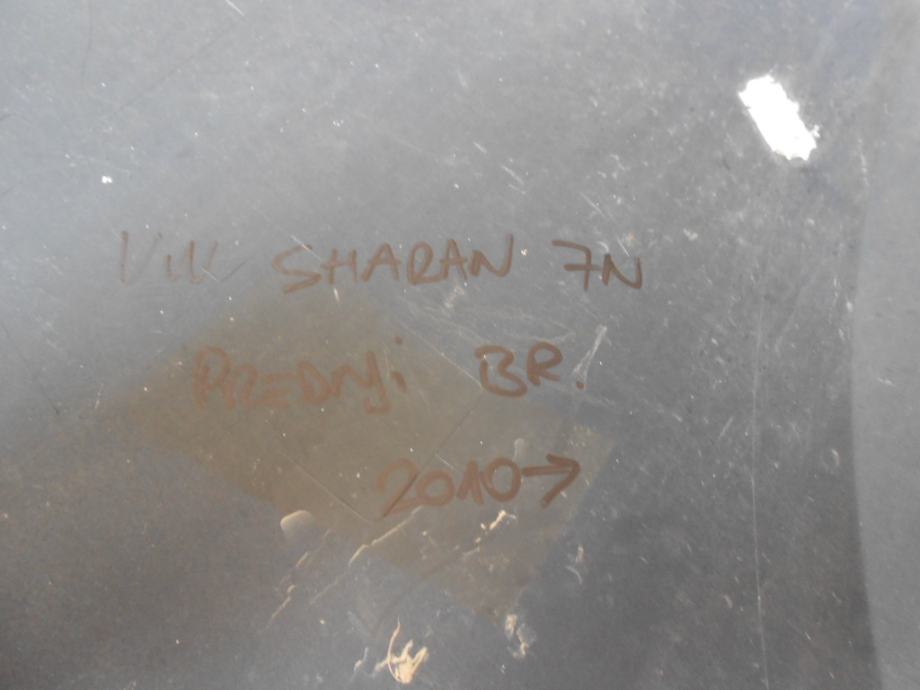 VW SHARAN 7N
PREDNJi BR.
2010→